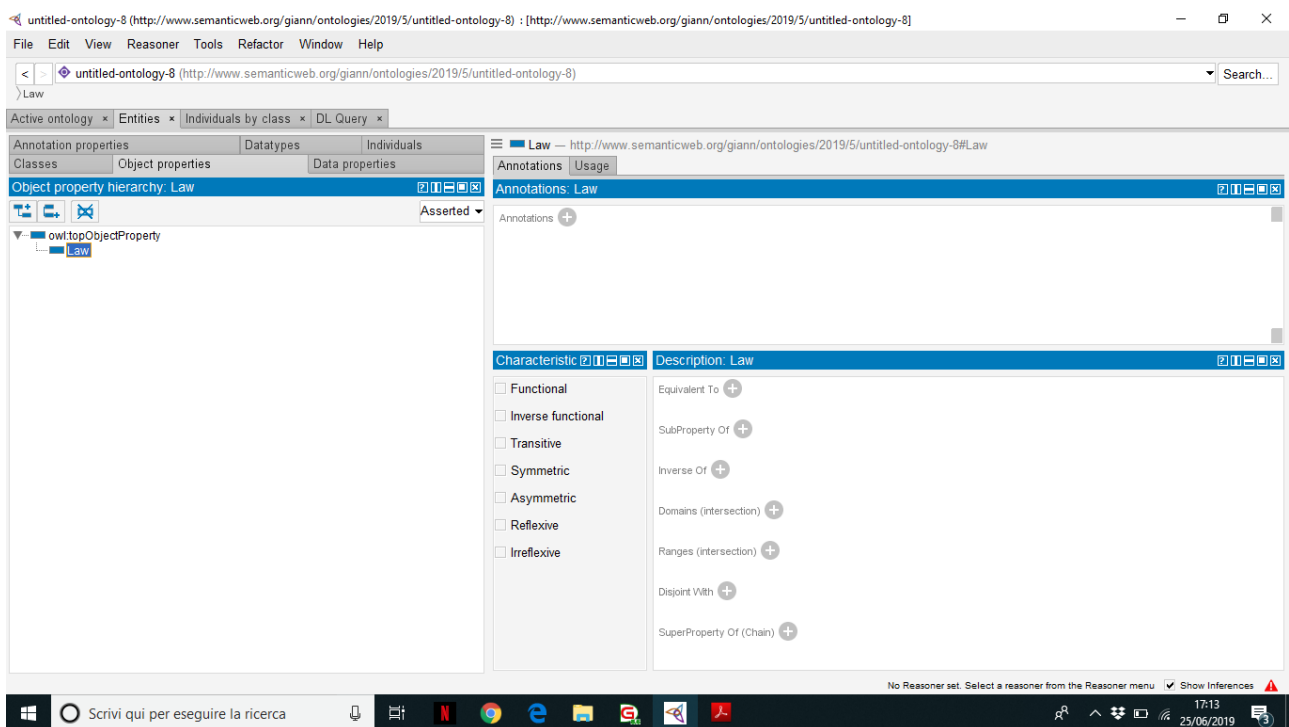 untitled-ontology-8 (http://www.semanticweb.org/giann/ontologies/2019/5/untitled-ontology-8) : [http://www.semanticweb.org/giann/ontologies/2019/5/untitled-ontology-8]
File Edit View Reasoner Tools Refactor Window Help
< > untitled-ontology-8 (http://www.semanticweb.org/giann/ontologies/2019/5/untitled-ontology-8) Search...
Law
Active ontology × Entities × Individuals by class × DL Query ×
Annotation properties Datatypes Individuals
Classes Object properties Data properties
Object property hierarchy: Law
Asserted
owl:topObjectProperty
Law
Law — http://www.semanticweb.org/giann/ontologies/2019/5/untitled-ontology-8#Law
Annotations Usage
Annotations: Law
Annotations
Characteristic
Functional
Inverse functional
Transitive
Symmetric
Asymmetric
Reflexive
Irreflexive
Description: Law
Equivalent To
SubProperty Of
Inverse Of
Domains (intersection)
Ranges (intersection)
Disjoint With
SuperProperty Of (Chain)
No Reasoner set. Select a reasoner from the Reasoner menu Show Inferences
Scrivi qui per eseguire la ricerca
17:13
25/06/2019
3